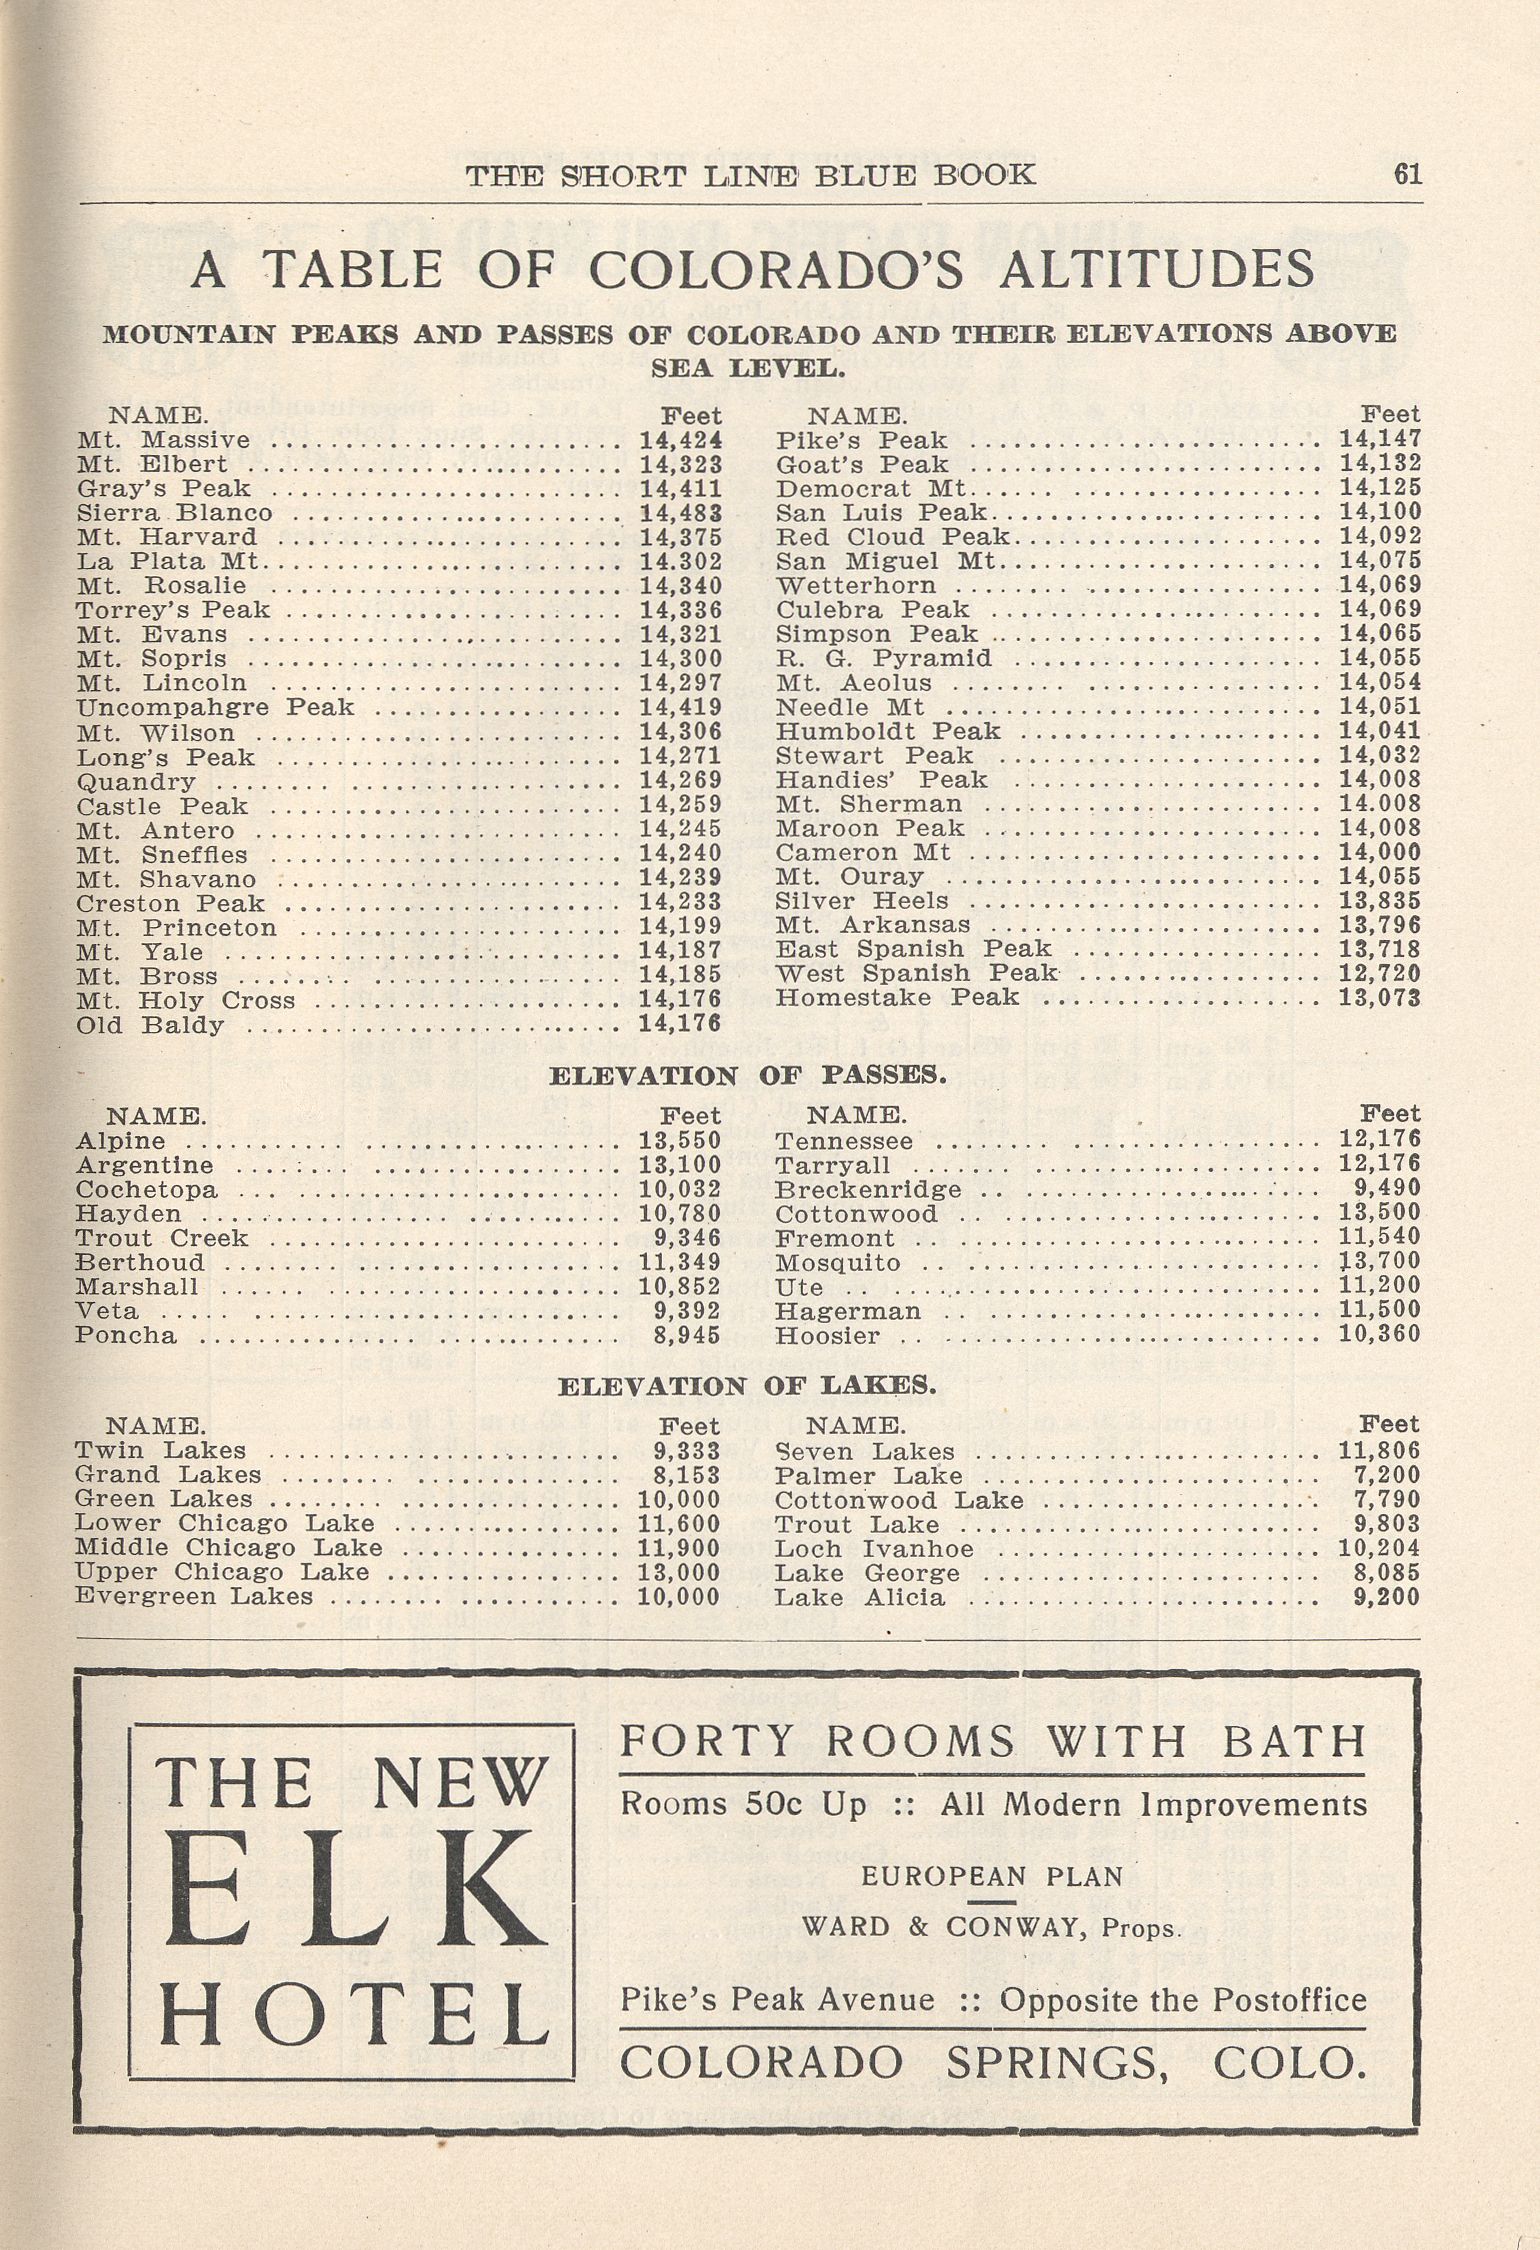 THE SHORT LINE BLUE BOOK 61
A TABLE OF COLORADO'S ALTITUDES
MOUNTAIN PEAKS AND PASSES OF COLORADO AND THEIR ELEVATIONS ABOVE
SEA LEVEL.
NAME. Feet
Mt. Massive 14,424
Mt. Elbert 14,323
Gray's Peak 14,411
Sierra Blanco 14,483
Mt. Harvard 14,375
La Plata Mt. 14.302
Mt. Rosalie 14,340
Torrey's Peak 14,336
Mt. Evans 14,321
Mt. Sopris 14,300
Mt. Lincoln 14,297
Uncompahgre Peak 14,419
Mt. Wilson 14,306
Long's Peak 14,271
Quandry 14,269
Castle Peak 14,259
Mt. Antero 14,245
Mt. Sneffles 14,240
Mt. Shavano 14,239
Creston Peak 14,233
Mt. Princeton 14,199
Mt. Yale 14,187
Mt. Bross 14,185
Mt. Holy Cross 14,176
Old Baldy 14,176
NAME. Feet
Pike's Peak 14,147
Goat's Peak 14,132
Democrat Mt. 14,125
San Luis Peak 14,100
Red Cloud Peak 14,092
San Miguel Mt. 14,075
Wetterhorn 14,069
Culebra Peak 14,069
Simpson Peak 14,065
R. G. Pyramid 14,055
Mt. Aeolus 14,054
Needle Mt 14,051
Humboldt Peak 14,041
Stewart Peak 14,032
Handies' Peak 14,008
Mt. Sherman 14.008
Maroon Peak 14,008
Cameron Mt 14,000
Mt. Ouray 14,055
Silver Heels 13,835
Mt. Arkansas 13,796
East Spanish Peak 13,718
West Spanish Peak 12,720
Homestake Peak 13,073
ELEVATION OF PASSES.
NAME. Feet
Alpine 13,550
Argentine 13,100
Cochetopa 10,032
Hayden 10,780
Trout Creek 9,346
Berthoud 11,349
Marshall 10,852
Veta 9,392
Poncha 8,945
NAME. Feet
Tennessee 12,176
Tarryall 12,176
Breckenridge 9,490
Cottonwood 13,500
Fremont 11,540
Mosquito 13,700
Ute 11,200
Hagerman 11,500
Hoosier 10,360
ELEVATION OF LAKES.
NAME. Feet
Twin Lakes 9,333
Grand Lakes 8,153
Green Lakes 10,000
Lower Chicago Lake 11,600
Middle Chicago Lake 11,900
Upper Chicago Lake 13,000
Evergreen Lakes 10,000
NAME. Feet
Seven Lakes 11,806
Palmer Lake 7,200
Cottonwood Lake 7,790
Trout Lake 9,803
Loch Ivanhoe 10,204
Lake George 8,085
Lake Alicia 9,200
THE NEW
ELK
HOTEL
FORTY ROOMS WITH BATH
Rooms 50c Up :: All Modern Improvements
EUROPEAN PLAN
WARD & CONWAY, Props.
Pike's Peak Avenue :: Opposite the Postoffice
COLORADO SPRINGS, COLO.